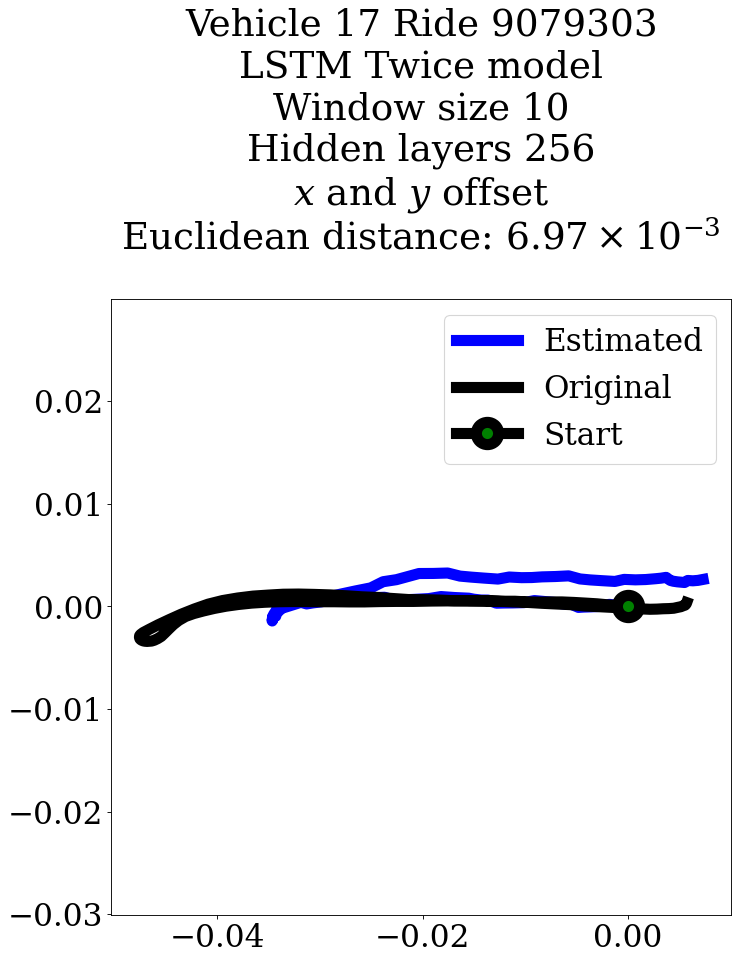 Vehicle 17 Ride 9079303
LSTM Twice model
Window size 10
Hidden layers 256
x and y offset
Euclidean distance: 6.97 × 10⁻³
Estimated
Original
Start
0.02
0.01
0.00
−0.01
−0.02
−0.03
−0.04 −0.02 0.00